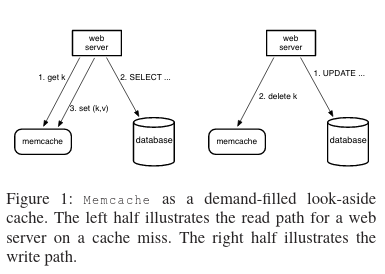 web
server
1. get k
2. SELECT ...
3. set (k,v)
memcache
database
web
server
1. UPDATE ...
2. delete k
memcache
database
Figure 1: Memcache as a demand-filled look-aside
cache. The left half illustrates the read path for a web
server on a cache miss. The right half illustrates the
write path.